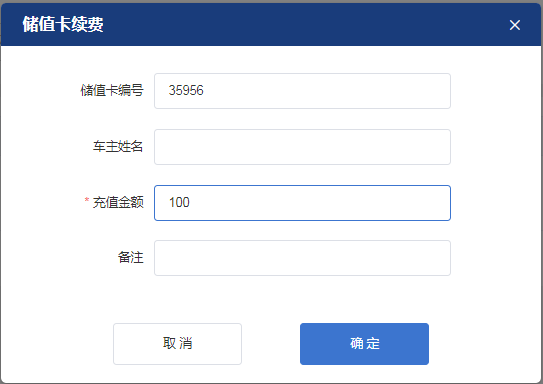 储值卡续费
储值卡编号 35956
车主姓名
* 充值金额 100
备注
取消 确定